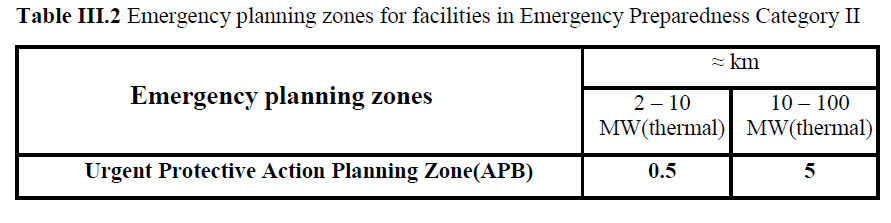 Table III.2 Emergency planning zones for facilities in Emergency Preparedness Category II
Emergency planning zones
≈ km
2 – 10
MW(thermal)
10 – 100
MW(thermal)
Urgent Protective Action Planning Zone(APB)
0.5
5